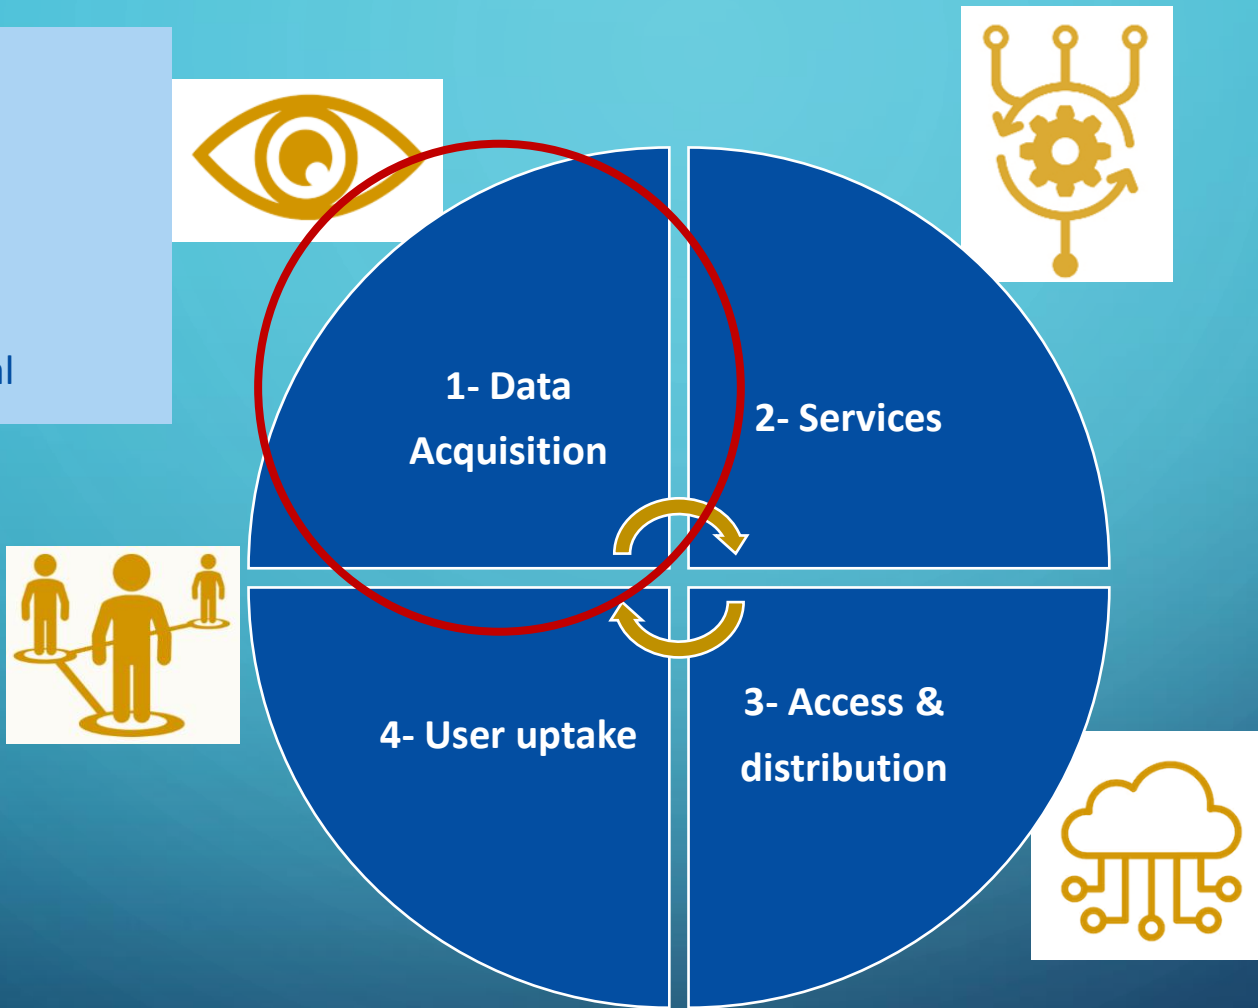 1- Data
Acquisition
2- Services
3- Access &
distribution
4- User uptake